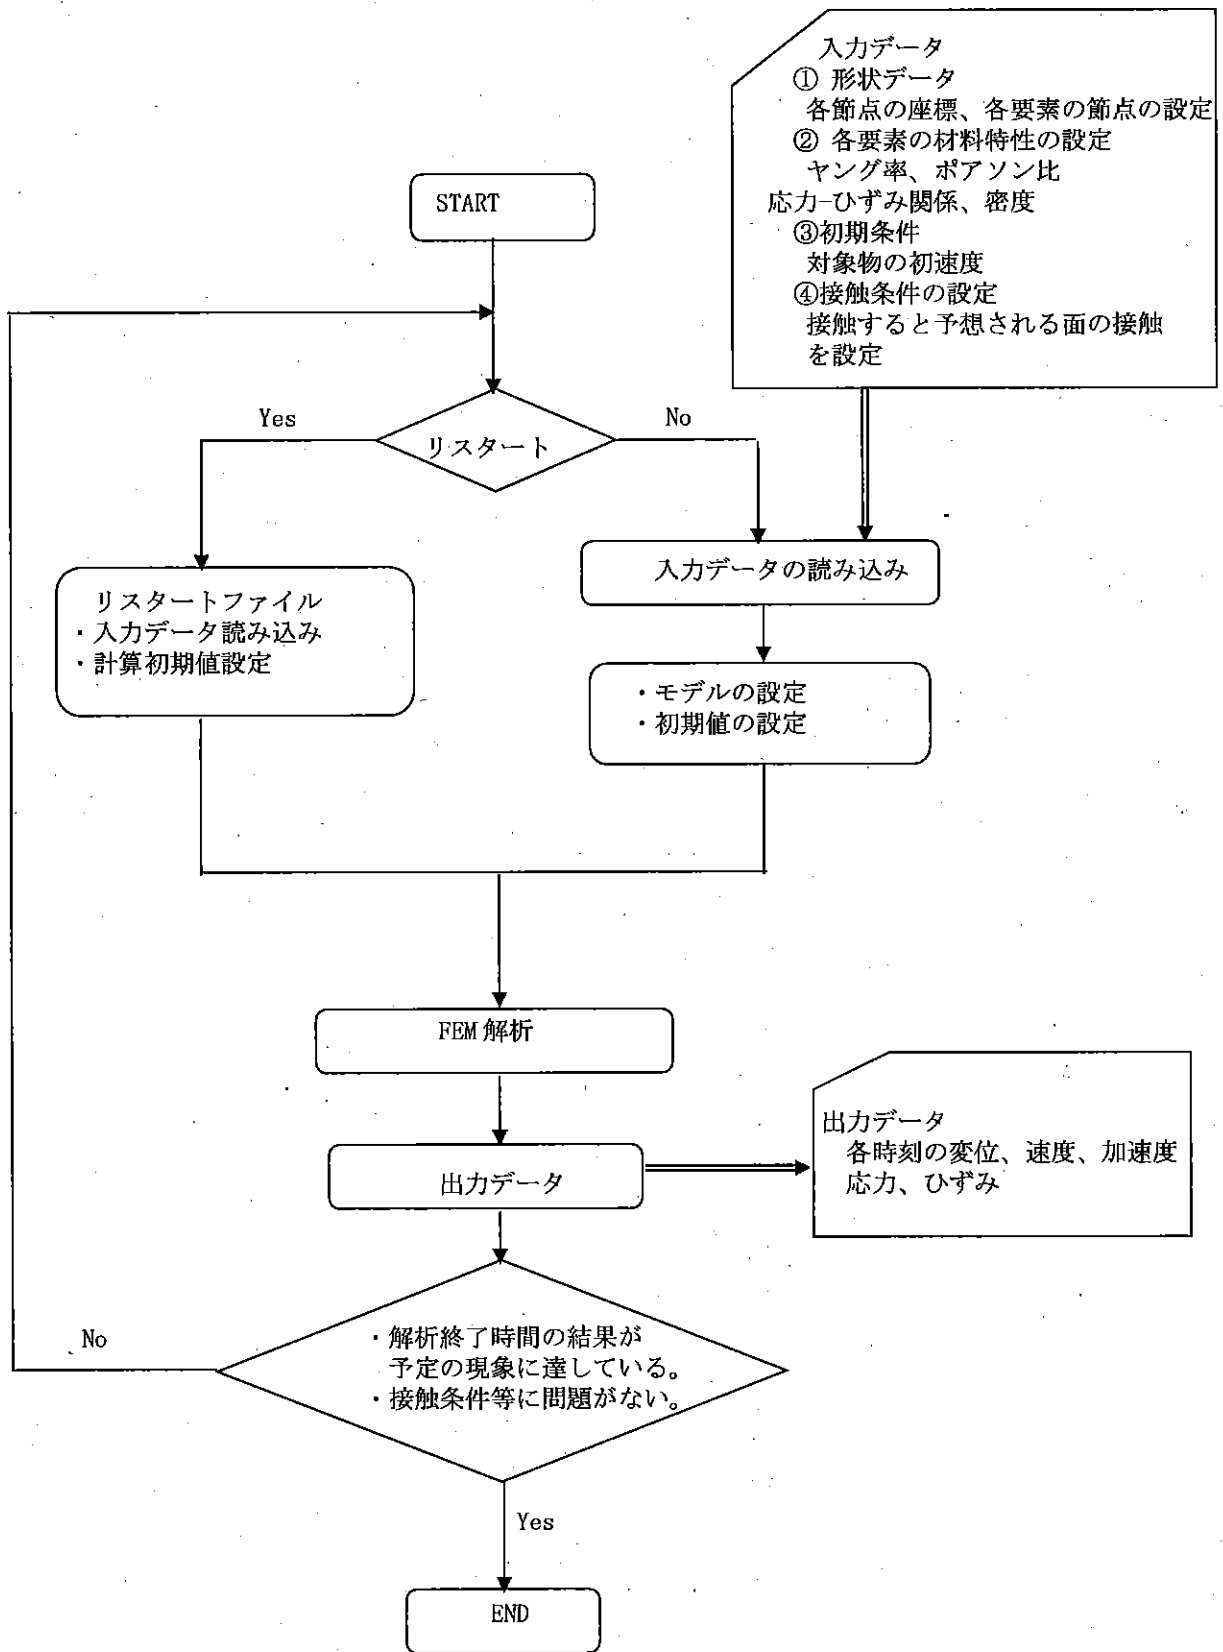 入力データ
① 形状データ
各節点の座標、各要素の節点の設定
② 各要素の材料特性の設定
ヤング率、ポアソン比
応力-ひずみ関係、密度
③初期条件
対象物の初速度
④接触条件の設定
接触すると予想される面の接触
を設定
START
Yes
リスタート
No
リスタートファイル
・入力データ読み込み
・計算初期値設定
入力データの読み込み
・モデルの設定
・初期値の設定
FEM 解析
出力データ
出力データ
各時刻の変位、速度、加速度
応力、ひずみ
No
・解析終了時間の結果が
予定の現象に達している。
・接触条件等に問題がない。
Yes
END